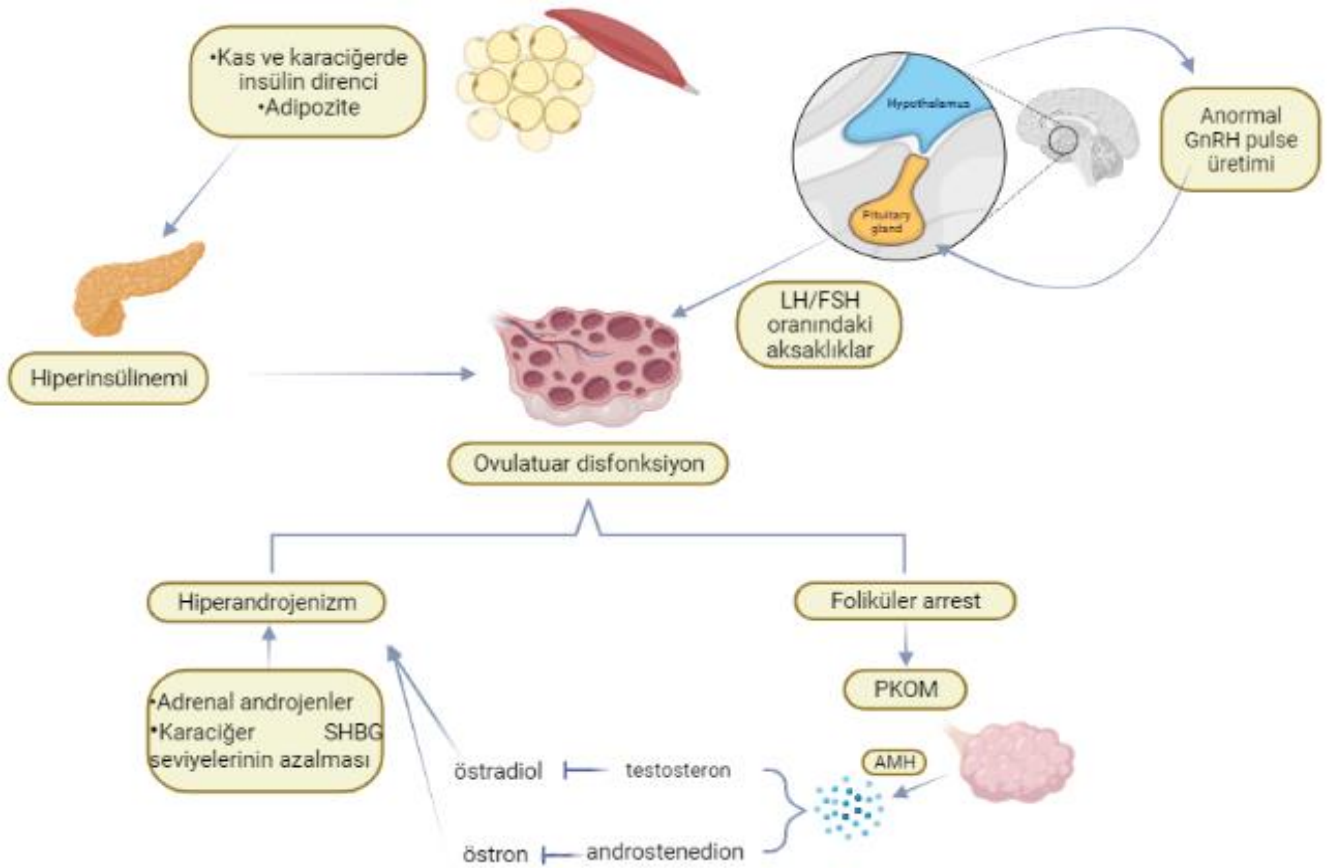 •Kas ve karaciğerde
insülin direnci
•Adipozite
Hypothalamus
Pituitary
gland
Anormal
GnRH pulse
üretimi
LH/FSH
oranındaki
aksaklıklar
Hiperinsülinemi
Ovulatuar disfonksiyon
Hiperandrojenizm
Foliküler arrest
•Adrenal androjenler
•Karaciğer SHBG
seviyelerinin azalması
PKOM
AMH
östradiol
testosteron
östron
androstenedion